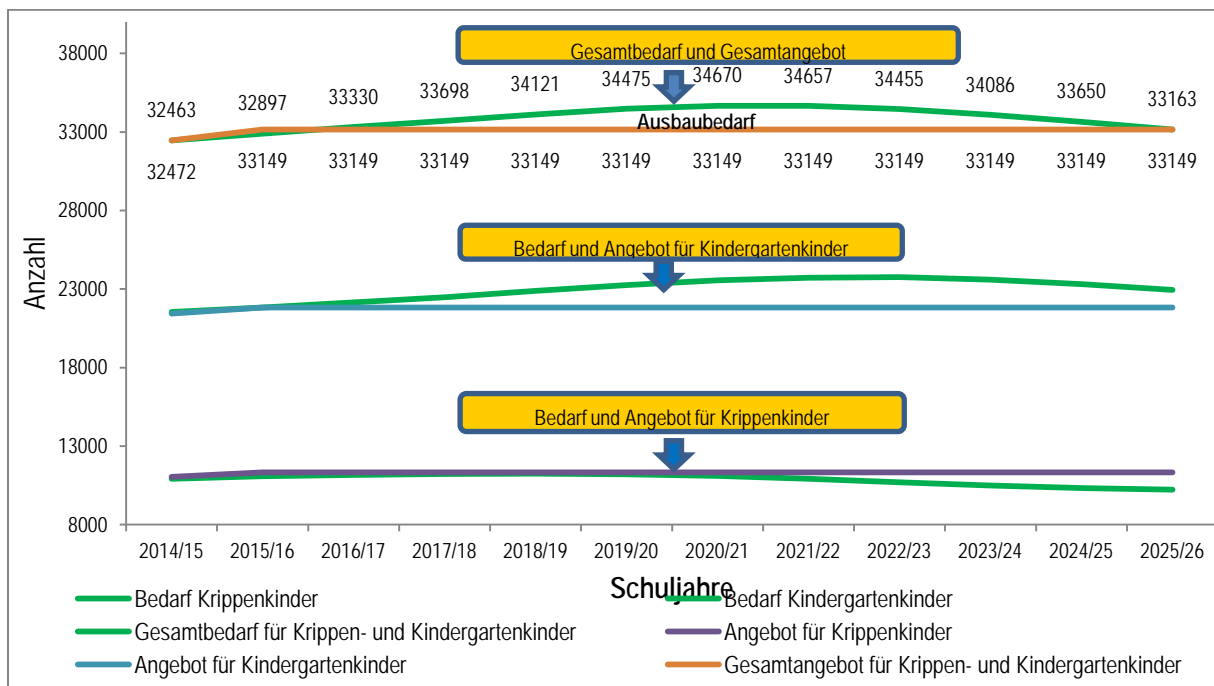 38000
33000
28000
23000
18000
13000
8000
Anzahl
Gesamtbedarf und Gesamtangebot
32463 32897 33330 33698 34121 34475 34670 34657 34455 34086 33650 33163
Ausbaubedarf
32472 33149 33149 33149 33149 33149 33149 33149 33149 33149 33149 33149
Bedarf und Angebot für Kindergartenkinder
Bedarf und Angebot für Krippenkinder
2014/15 2015/16 2016/17 2017/18 2018/19 2019/20 2020/21 2021/22 2022/23 2023/24 2024/25 2025/26
Schuljahre
Bedarf Krippenkinder
Bedarf Kindergartenkinder
Gesamtbedarf für Krippen- und Kindergartenkinder
Angebot für Krippenkinder
Angebot für Kindergartenkinder
Gesamtangebot für Krippen- und Kindergartenkinder